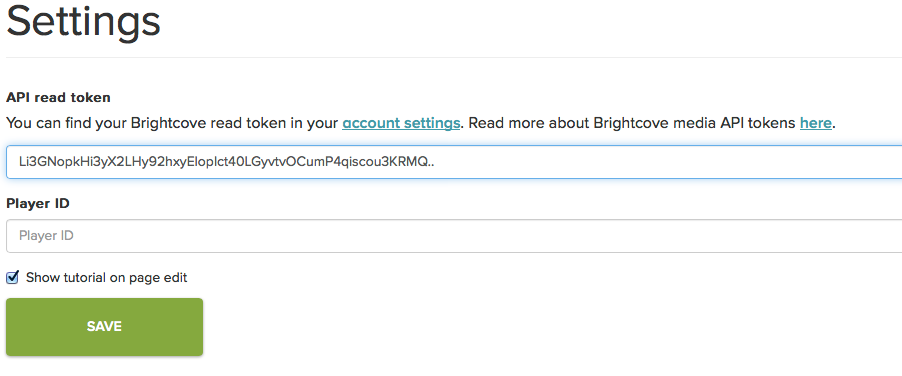 Settings
API read token
You can find your Brightcove read token in your account settings. Read more about Brightcove media API tokens here.
Li3GNopkHi3yX2LHy92hxyEIopIct40LGyvtvOCumP4qiscou3KRMQ..
Player ID
Player ID
Show tutorial on page edit
SAVE